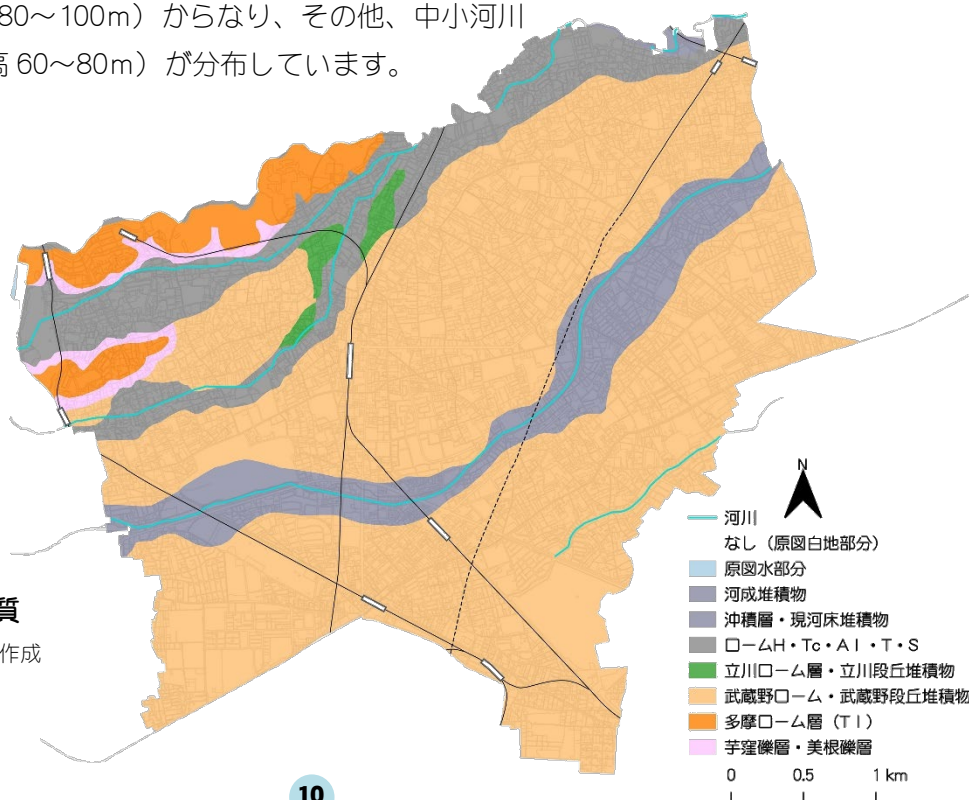 80～100ｍ）からなり、その他、中小河川
高 60～80ｍ）が分布しています。
質
作成
N
河川
なし（原図白地部分）
原図水部分
河成堆積物
沖積層・現河床堆積物
ロームH・Tc・Al・T・S
立川ローム層・立川段丘堆積物
武蔵野ローム・武蔵野段丘堆積物
多摩ローム層（Tl）
芋窪礫層・美根礫層
0 0.5 1 km
10